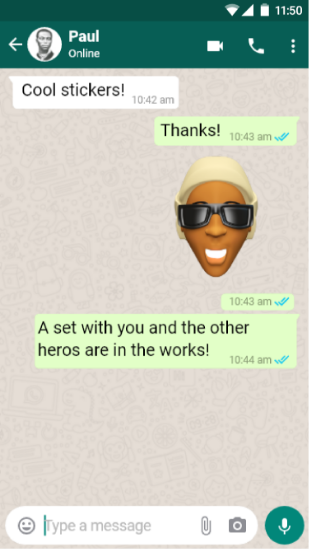 11:50
Paul
Online
Cool stickers!
10:42 am
Thanks!
10:43 am
10:43 am
A set with you and the other
heros are in the works!
10:44 am
Type a message